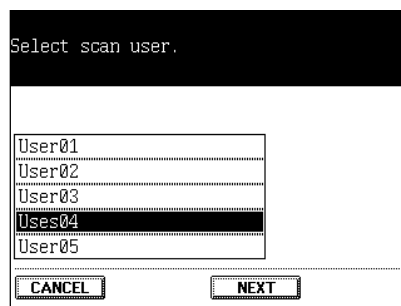 Select scan user.
User01
User02
User03
Uses04
User05
CANCEL NEXT